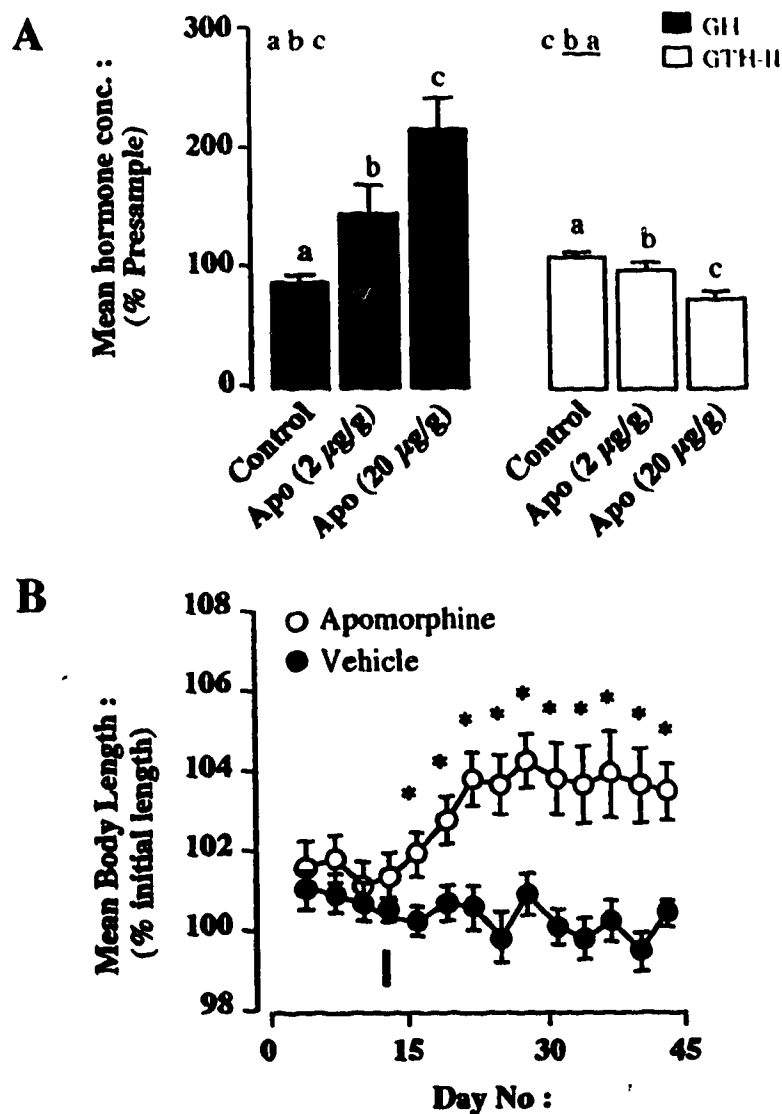 A
Mean hormone conc. :
(% Presample)
300
200
100
0
a b c
c b a
GH
GTH-II
a
b
c
a
b
c
Control
Apo (2 µg/g)
Apo (20 µg/g)
Control
Apo (2 µg/g)
Apo (20 µg/g)
B
Mean Body Length :
(% initial length)
108
106
104
102
100
98
Apomorphine
Vehicle
* * * * * * * * * *
0
15
30
45
Day No :